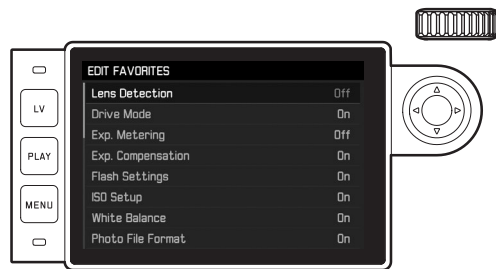 EDIT FAVORITES
Lens Detection Off
Drive Mode On
Exp. Metering Off
Exp. Compensation On
Flash Settings On
ISO Setup On
White Balance On
Photo File Format On
LV
PLAY
MENU